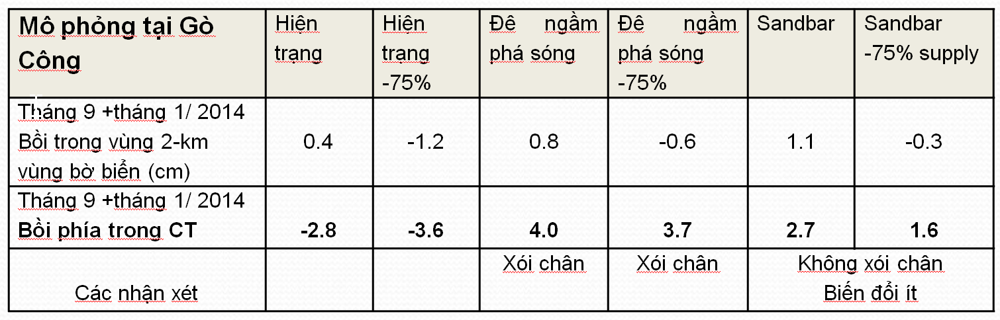 Mô phỏng tại Gò
Công
Hiện
trạng
Hiện
trạng
-75%
Đê ngầm
phá sóng
Đê ngầm
phá sóng
-75%
Sandbar
Sandbar
-75% supply
Tháng 9 +tháng 1/ 2014
Bồi trong vùng 2-km
vùng bờ biển (cm)
0.4
-1.2
0.8
-0.6
1.1
-0.3
Tháng 9 +tháng 1/ 2014
Bồi phía trong CT
-2.8
-3.6
4.0
3.7
2.7
1.6
Các nhận xét
Xói chân
Xói chân
Không xói chân
Biến đổi ít